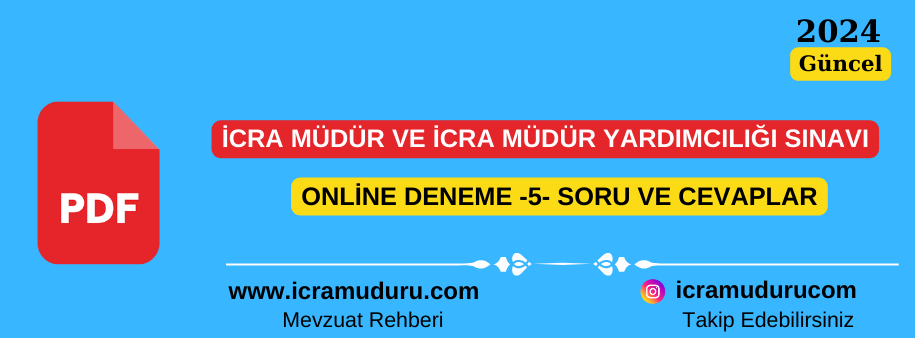 2024
Güncel
PDF
İCRA MÜDÜR VE İCRA MÜDÜR YARDIMCILIĞI SINAVI
ONLİNE DENEME -5- SORU VE CEVAPLAR
www.icramuduru.com
Mevzuat Rehberi
icramudurucom
Takip Edebilirsiniz